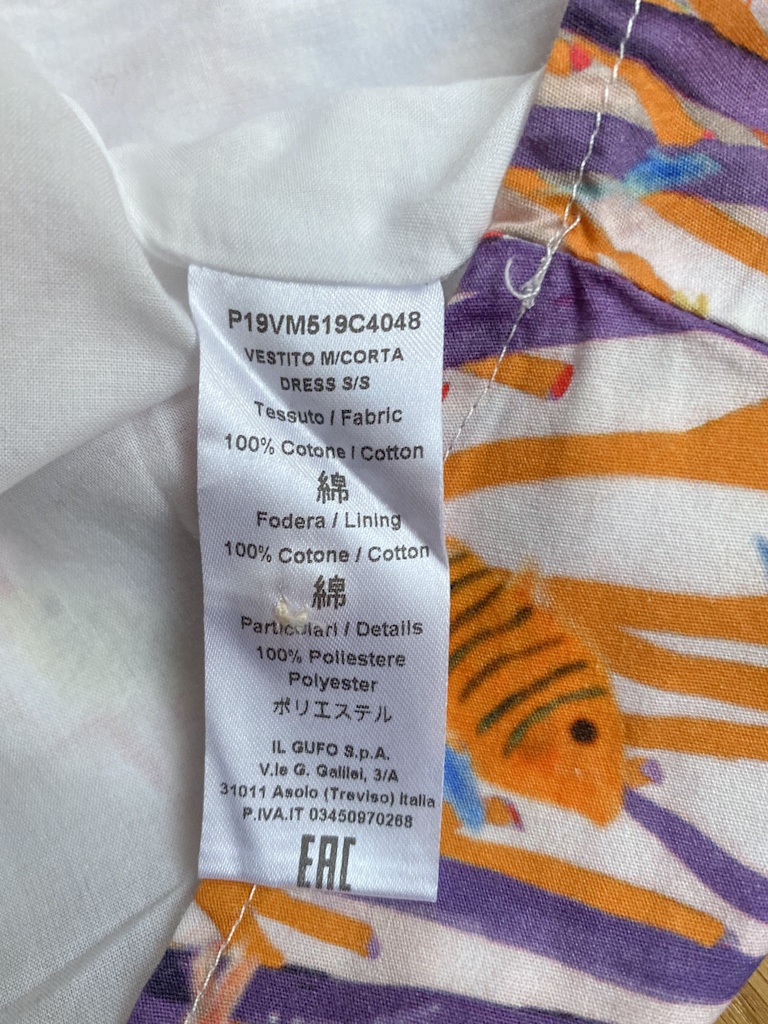 P19VM519C4048
VESTITO M/CORTA
DRESS S/S
Tessuto / Fabric
100% Cotone / Cotton
綿
Fodera / Lining
100% Cotone / Cotton
綿
Particolari / Details
100% Poliestere
Polyester
ポリエステル
IL GUFO S.p.A.
V.le G. Galilei, 3/A
31011 Asolo (Treviso) Italia
P.IVA.IT 03450970268
EAC